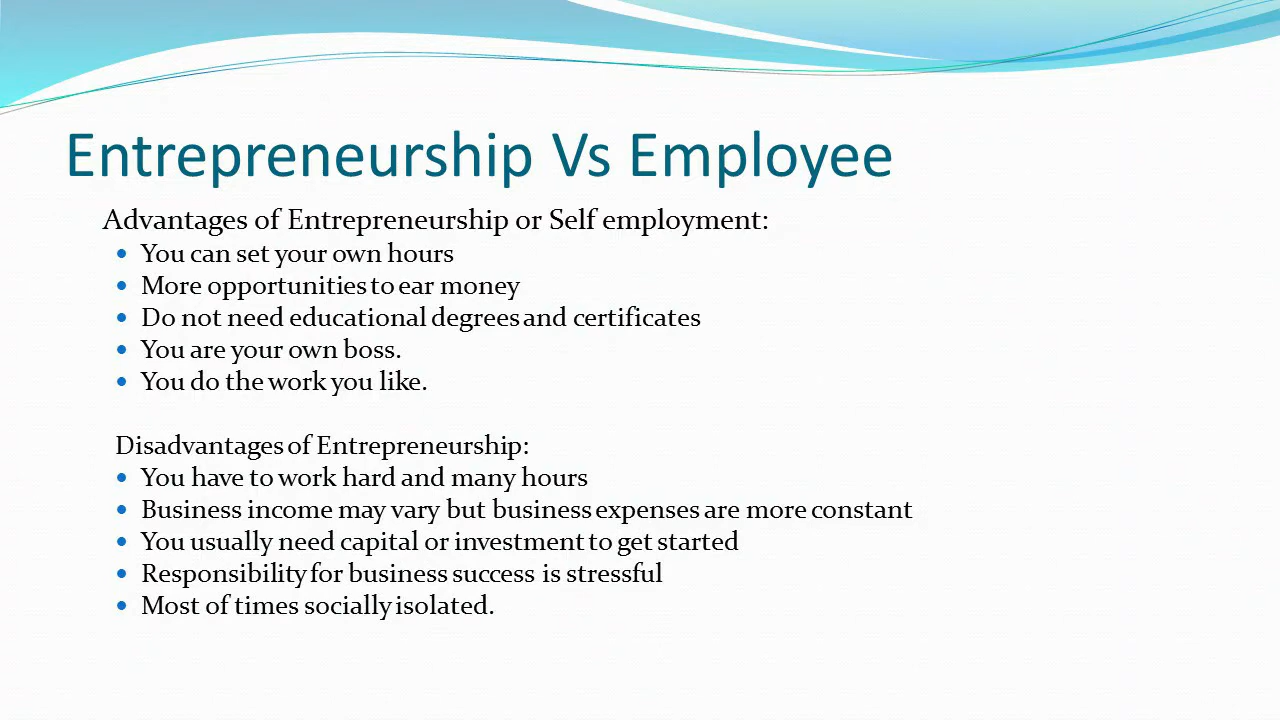 Entrepreneurship Vs Employee
Advantages of Entrepreneurship or Self employment:
You can set your own hours
More opportunities to ear money
Do not need educational degrees and certificates
You are your own boss.
You do the work you like.
Disadvantages of Entrepreneurship:
You have to work hard and many hours
Business income may vary but business expenses are more constant
You usually need capital or investment to get started
Responsibility for business success is stressful
Most of times socially isolated.